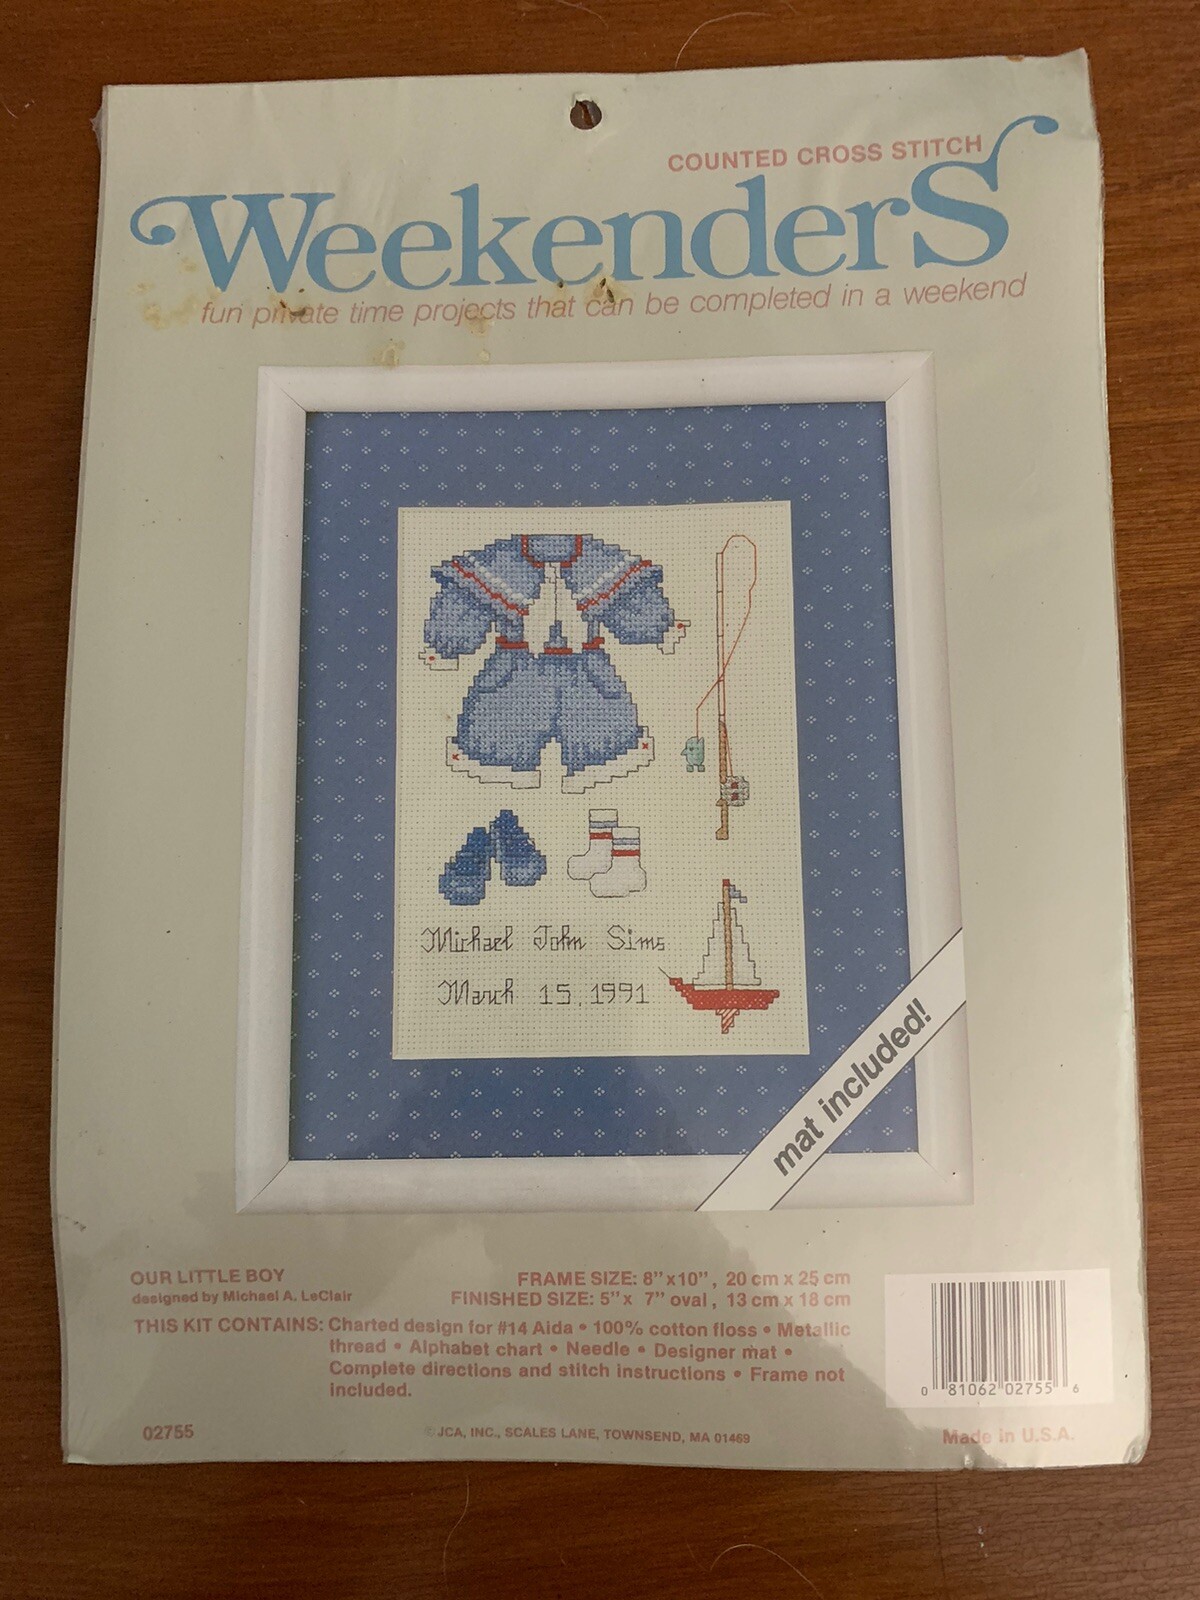 COUNTED CROSS STITCH
WeekenderS
fun private time projects that can be completed in a weekend
Michael John Sims
March 15, 1991
mat included!
OUR LITTLE BOY
designed by Michael A. LeClair
FRAME SIZE: 8"x10", 20 cm x 25 cm
FINISHED SIZE: 5"x 7" oval, 13 cm x 18 cm
THIS KIT CONTAINS: Charted design for #14 Aida • 100% cotton floss • Metallic
thread • Alphabet chart • Needle • Designer mat •
Complete directions and stitch instructions • Frame not
included.
0 81062 02755 6
02755
© JCA, INC., SCALES LANE, TOWNSEND, MA 01469
Made in U.S.A.